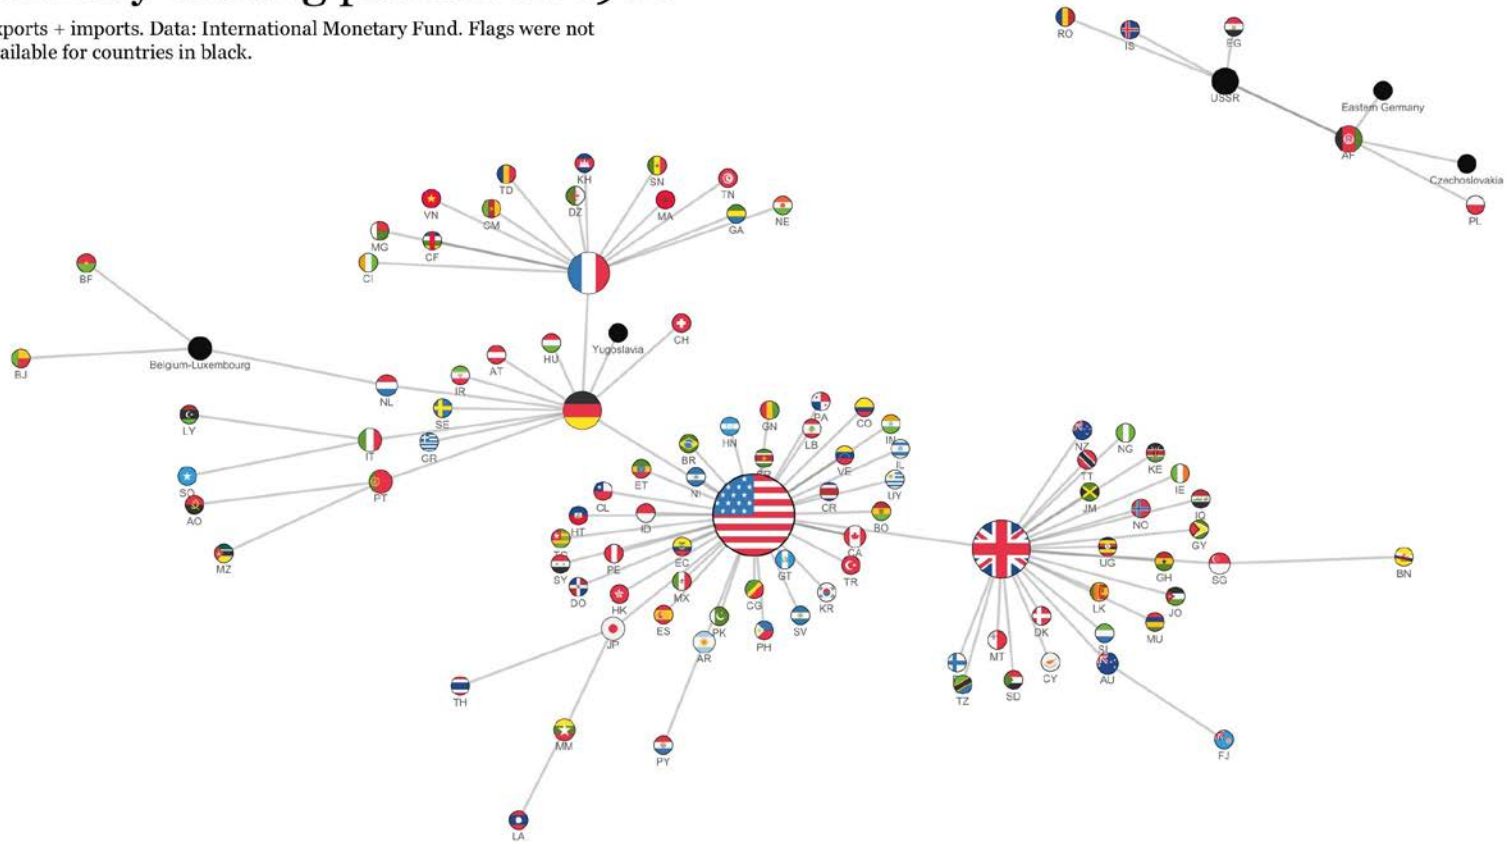 xports + imports. Data: International Monetary Fund. Flags were not
ailable for countries in black.
RO
IS
EG
USSR
Eastern Germany
AF
Czechoslovakia
PL
TD
KH
SN
TN
VN
CM
DZ
MA
GA
NE
MG
CF
CI
BF
BJ
Belgium-Luxembourg
NL
IR
AT
HU
Yugoslavia
CH
LY
SE
GR
IT
SO
AO
PT
MZ
BR
HN
GN
PA
LB
CO
IN
IL
VE
UY
ET
NI
CL
CR
BO
HT
ID
CA
SY
PE
EC
GT
TR
DO
HK
MX
CG
KR
ES
PK
SV
JP
AR
PH
TH
MM
PY
LA
NZ
NG
TT
KE
IE
JM
NO
IQ
GY
UG
GH
SG
BN
LK
JO
MU
DK
SL
MT
CY
AU
TZ
SD
FJ